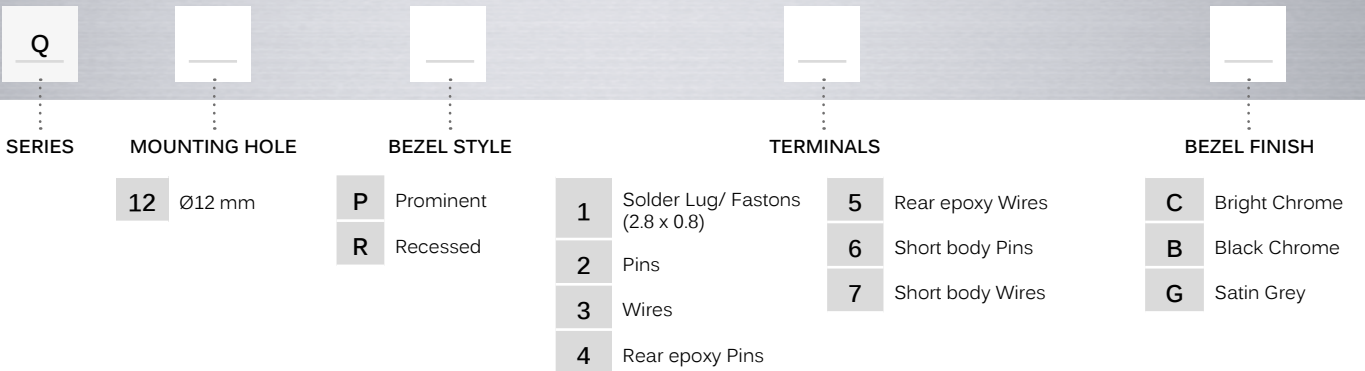 Q
SERIES
MOUNTING HOLE
12 Ø12 mm
BEZEL STYLE
P Prominent
R Recessed
TERMINALS
1 Solder Lug/ Fastons
(2.8 x 0.8)
2 Pins
3 Wires
4 Rear epoxy Pins
5 Rear epoxy Wires
6 Short body Pins
7 Short body Wires
BEZEL FINISH
C Bright Chrome
B Black Chrome
G Satin Grey